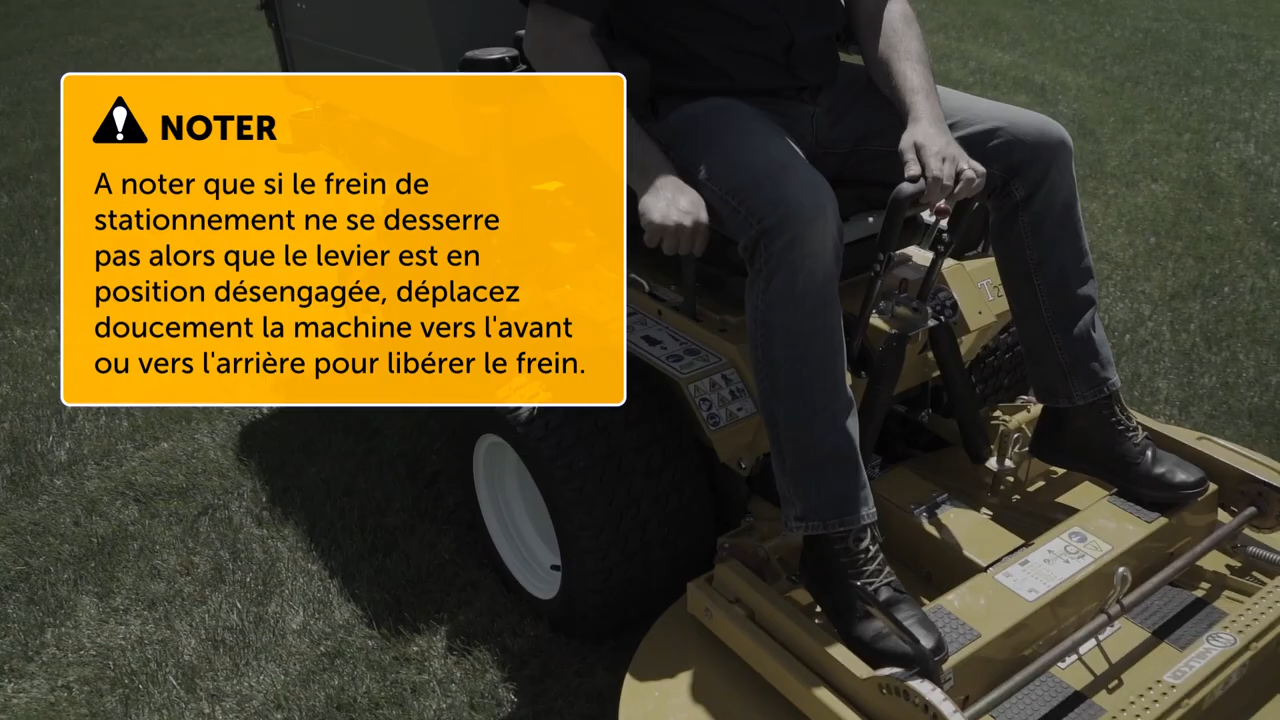 NOTER
A noter que si le frein de
stationnement ne se desserre
pas alors que le levier est en
position désengagée, déplacez
doucement la machine vers l'avant
ou vers l'arrière pour libérer le frein.
WALKER